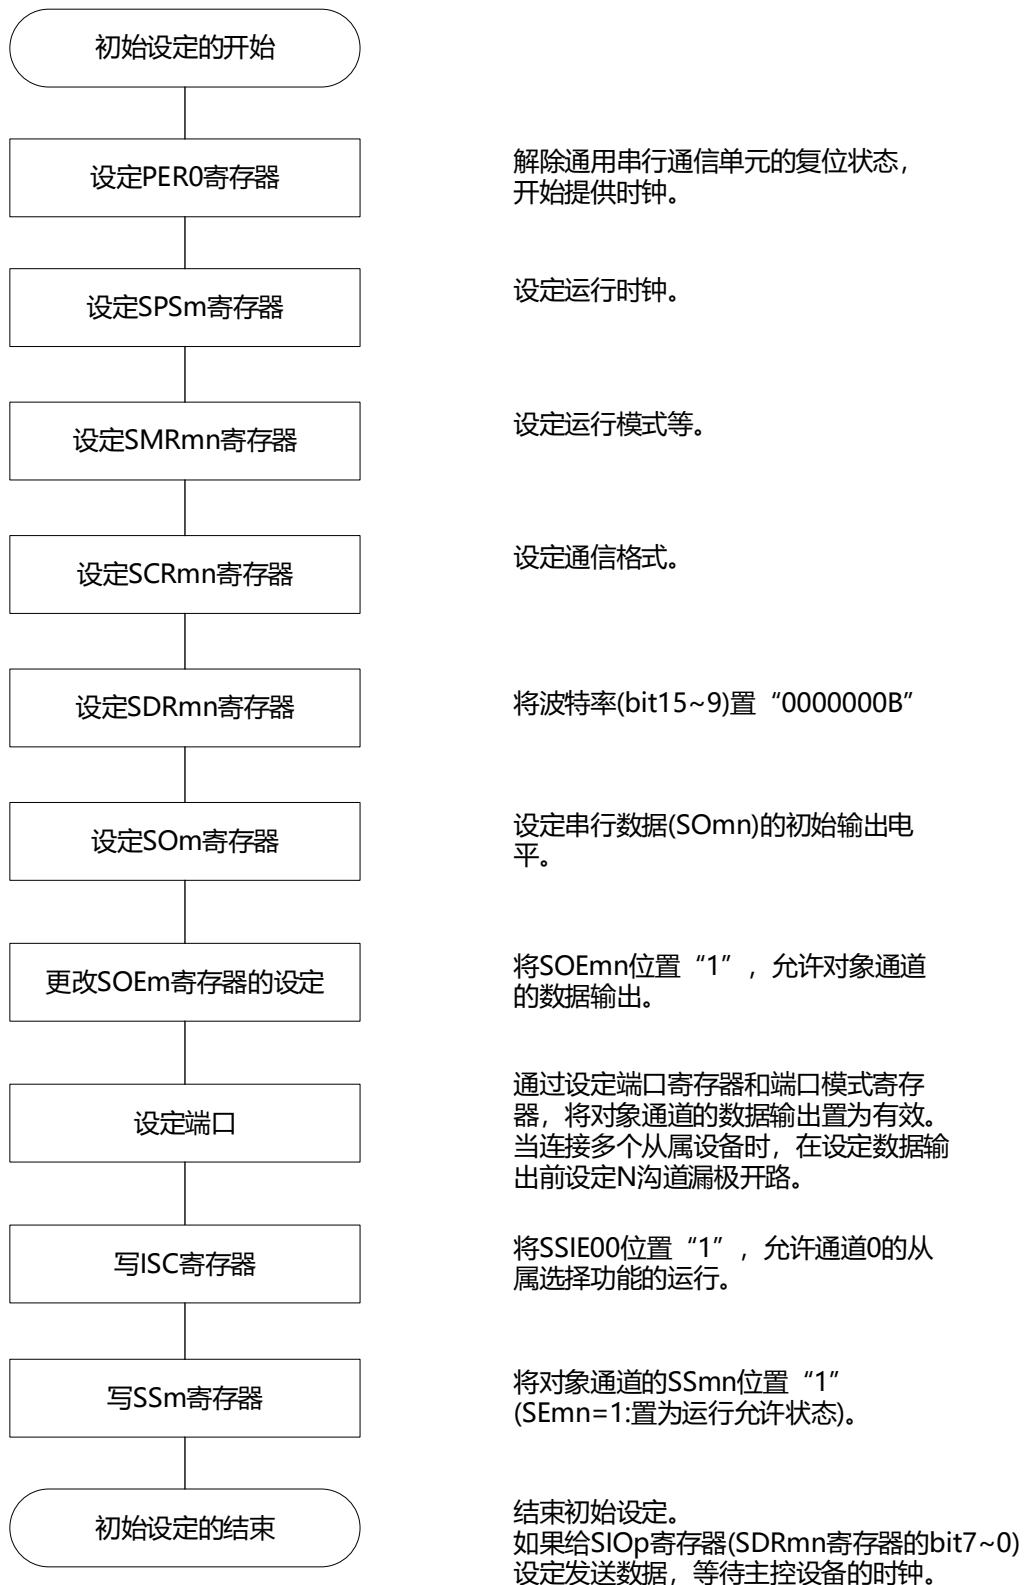 初始设定的开始
设定PER0寄存器
解除通用串行通信单元的复位状态，
开始提供时钟。
设定SPSm寄存器
设定运行时钟。
设定SMRmn寄存器
设定运行模式等。
设定SCRmn寄存器
设定通信格式。
设定SDRmn寄存器
将波特率(bit15~9)置“0000000B”
设定SOm寄存器
设定串行数据(SOmn)的初始输出电
平。
更改SOEm寄存器的设定
将SOEmn位置“1”，允许对象通道
的数据输出。
设定端口
通过设定端口寄存器和端口模式寄存
器，将对象通道的数据输出置为有效。
当连接多个从属设备时，在设定数据输
出前设定N沟道漏极开路。
写ISC寄存器
将SSIE00位置“1”，允许通道0的从
属选择功能的运行。
写SSm寄存器
将对象通道的SSmn位置“1”
(SEmn=1:置为运行允许状态)。
初始设定的结束
结束初始设定。
如果给SIOp寄存器(SDRmn寄存器的bit7~0)
设定发送数据，等待主控设备的时钟。